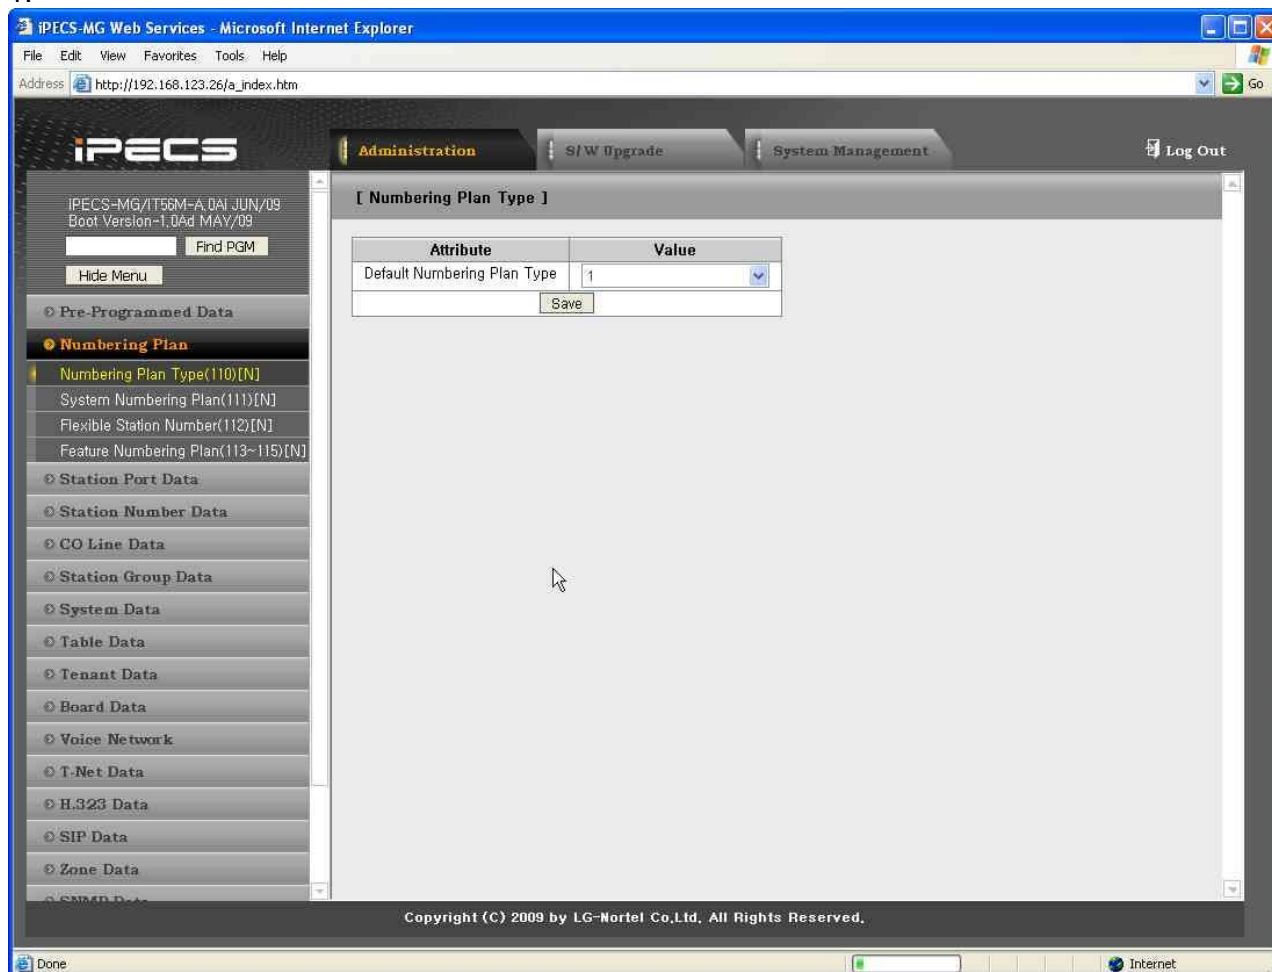 iPECS-MG Web Services - Microsoft Internet Explorer
File Edit View Favorites Tools Help
Address http://192.168.123.26/a_index.htm Go
iPECS
Administration S/W Upgrade System Management Log Out
iPECS-MG/IT56M-A.0Ai JUN/09
Boot Version-1.0Ad MAY/09
Find PGM
Hide Menu
Pre-Programmed Data
Numbering Plan
Numbering Plan Type(110)[N]
System Numbering Plan(111)[N]
Flexible Station Number(112)[N]
Feature Numbering Plan(113~115)[N]
Station Port Data
Station Number Data
CO Line Data
Station Group Data
System Data
Table Data
Tenant Data
Board Data
Voice Network
T-Net Data
H.323 Data
SIP Data
Zone Data
[ Numbering Plan Type ]
Attribute Value
Default Numbering Plan Type 1
Save
Copyright (C) 2009 by LG-Nortel Co,Ltd, All Rights Reserved,
Done Internet